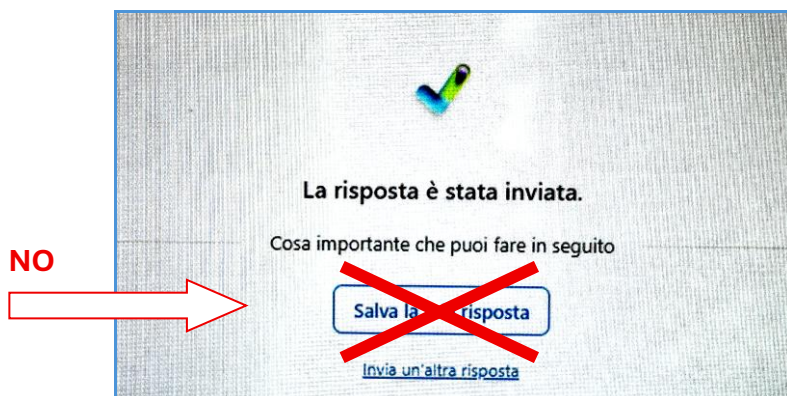 La risposta è stata inviata.
Cosa importante che puoi fare in seguito
NO
Salva la risposta
Invia un'altra risposta